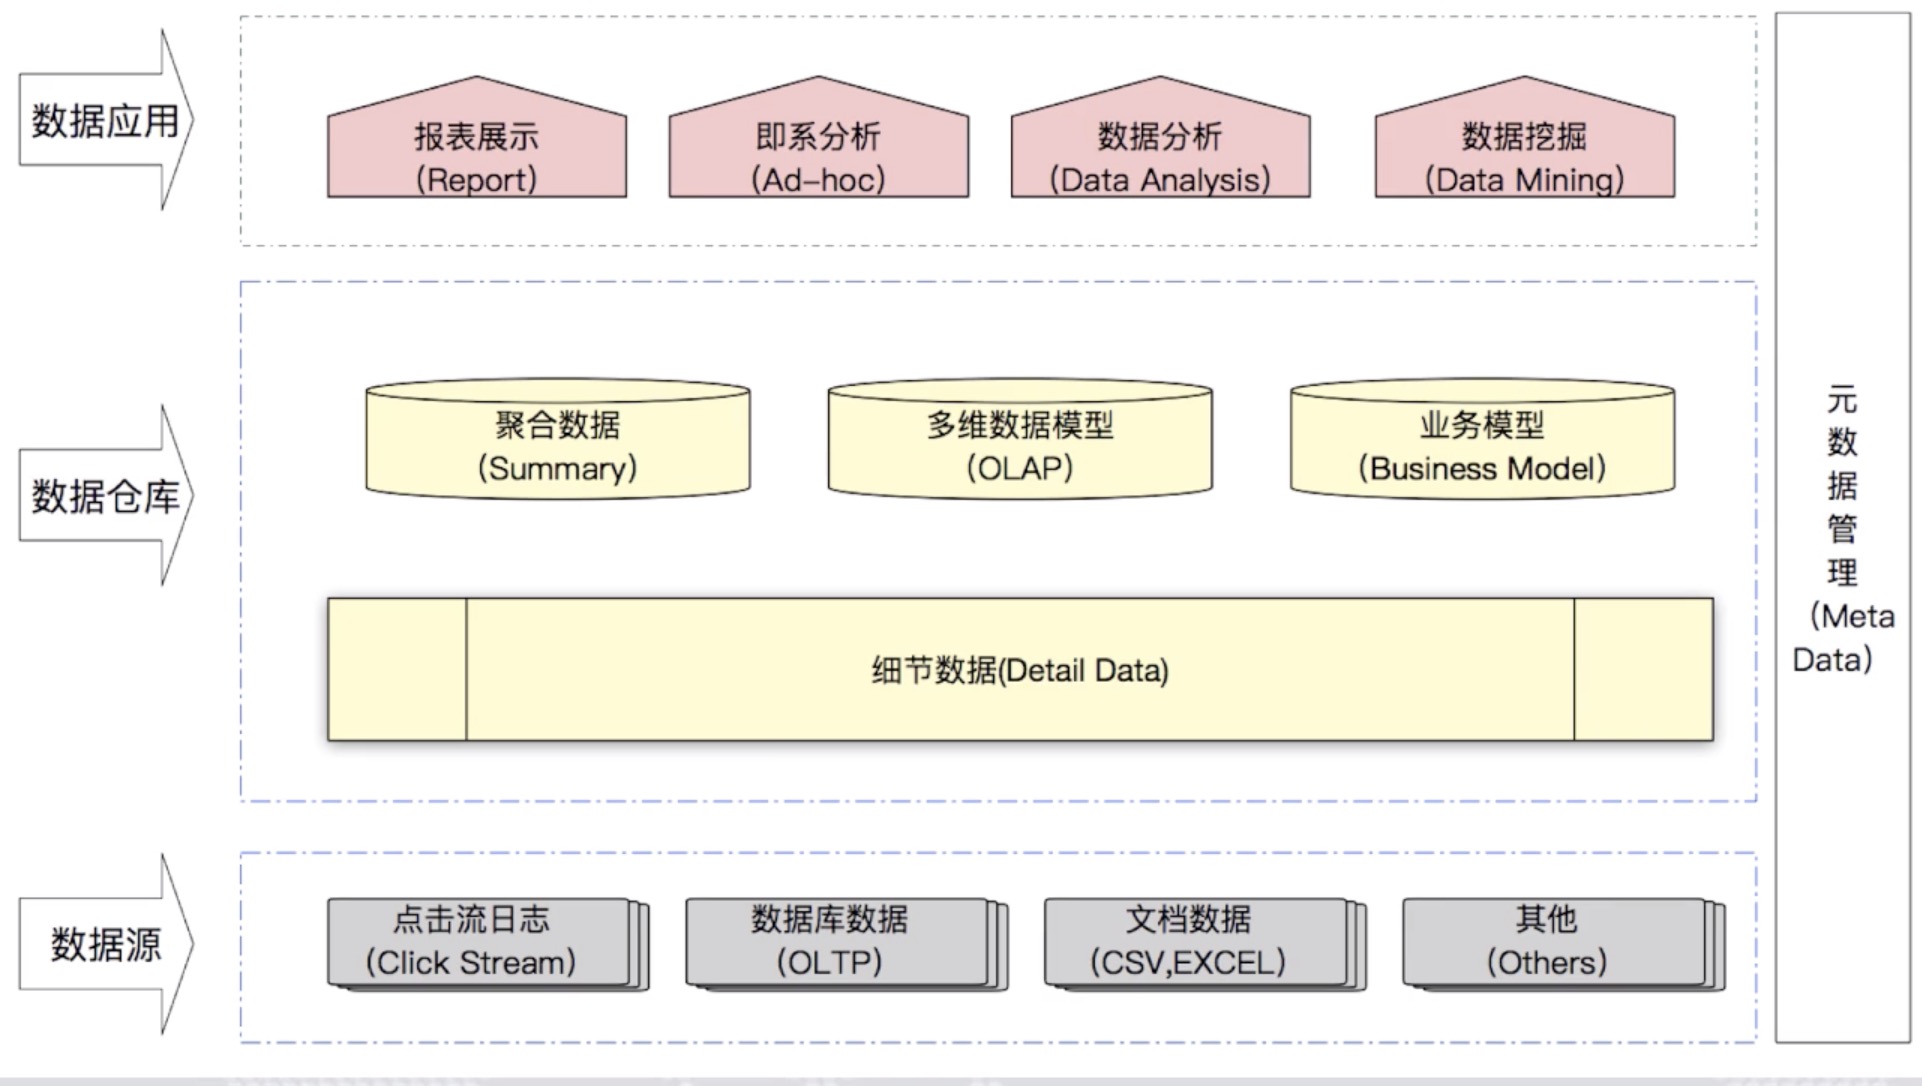 数据应用
报表展示
（Report）
即系分析
（Ad-hoc）
数据分析
（Data Analysis）
数据挖掘
（Data Mining）
数据仓库
聚合数据
（Summary）
多维数据模型
（OLAP）
业务模型
（Business Model）
细节数据(Detail Data)
数据源
点击流日志
（Click Stream）
数据库数据
（OLTP）
文档数据
（CSV,EXCEL）
其他
（Others）
元
数
据
管
理
（Meta
Data）